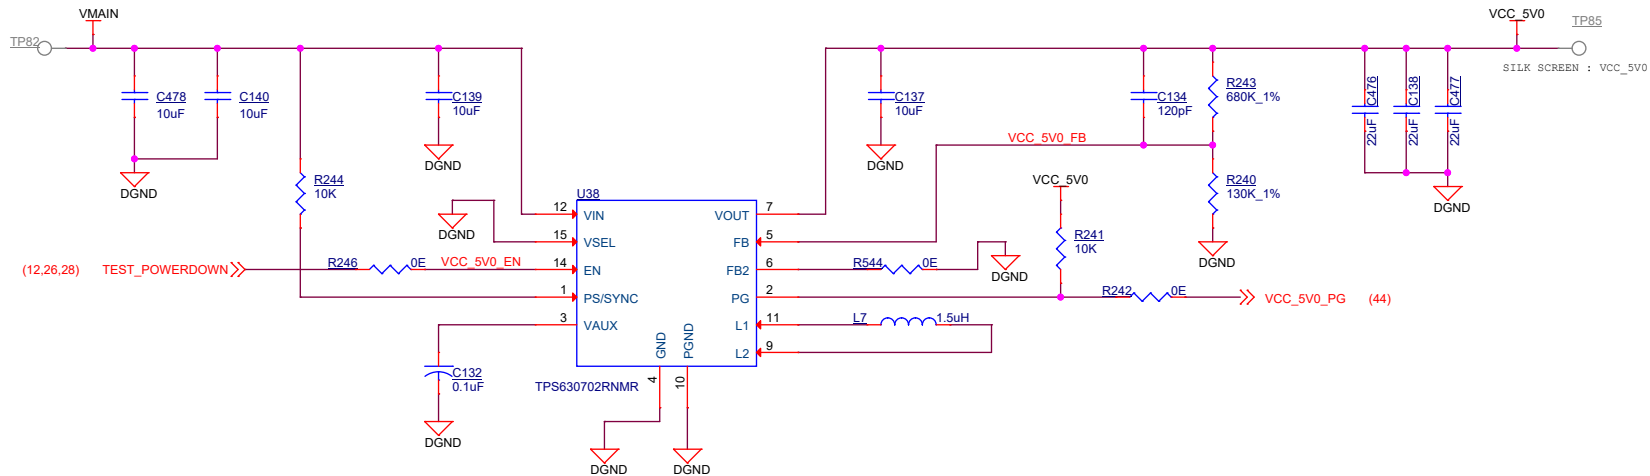 VMAIN
VCC_5V0
TP82
TP85
SILK SCREEN : VCC_5V0
C478
10uF
C140
10uF
C139
10uF
C137
10uF
C134
120pF
R243
680K_1%
C476
22uF
C138
22uF
C477
22uF
DGND
DGND
DGND
VCC_5V0_FB
R244
10K
U38
VCC_5V0
R240
130K_1%
DGND
DGND
12 VIN
VOUT 7
15 VSEL
FB 5
R241
10K
DGND
(12,26,28) TEST_POWERDOWN
R246 0E
VCC_5V0_EN
14 EN
FB2 6
R544 0E
DGND
1 PS/SYNC
PG 2
R242 0E
VCC_5V0_PG (44)
3 VAUX
L1 11
L7 1.5uH
GND
PGND
L2 9
C132
0.1uF
TPS630702RNMR
4
10
DGND
DGND
DGND